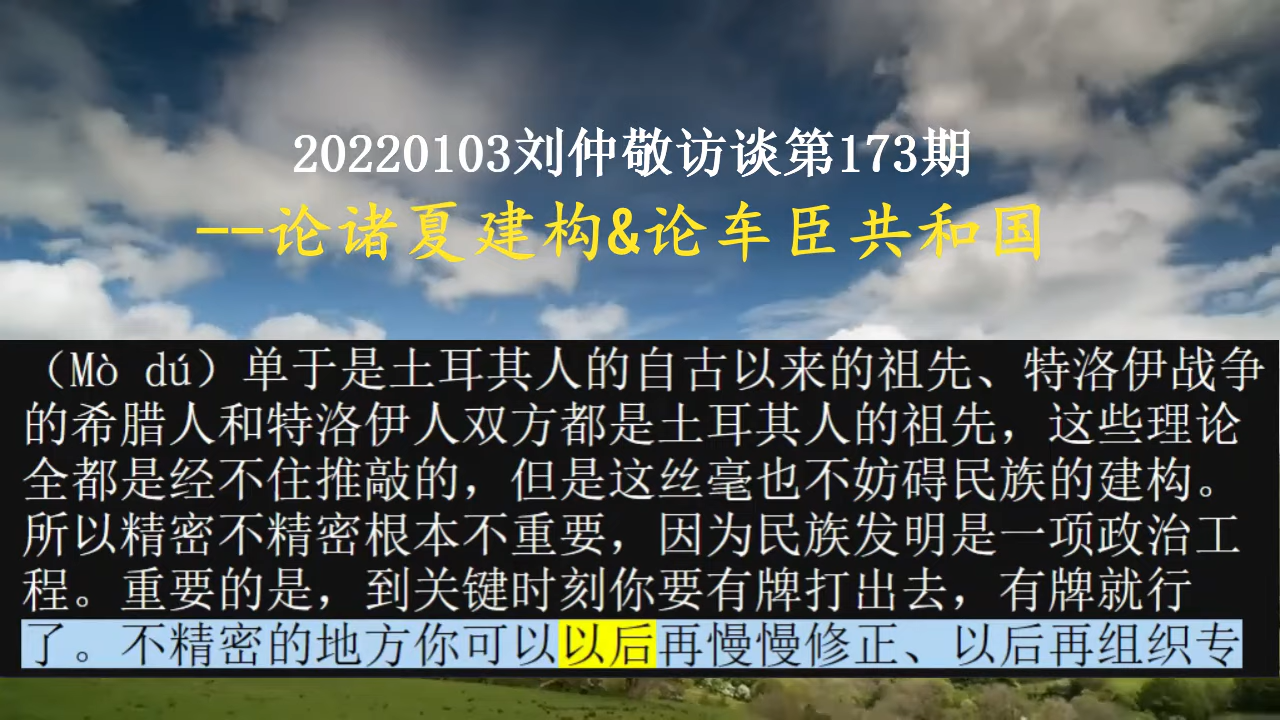 20220103刘仲敬访谈第173期
--论诸夏建构&论车臣共和国
（Mò dú）单于是土耳其人的自古以来的祖先、特洛伊战争
的希腊人和特洛伊人双方都是土耳其人的祖先，这些理论
全都是经不住推敲的，但是这丝毫也不妨碍民族的建构。
所以精密不精密根本不重要，因为民族发明是一项政治工
程。重要的是，到关键时刻你要有牌打出去，有牌就行
了。不精密的地方你可以以后再慢慢修正、以后再组织专